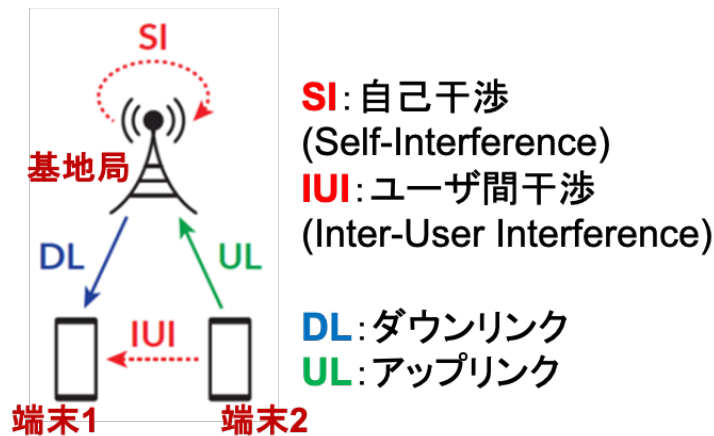 SI
基地局
DL
UL
IUI
端末1
端末2
SI:自己干渉
(Self-Interference)
IUI:ユーザ間干渉
(Inter-User Interference)
DL:ダウンリンク
UL:アップリンク